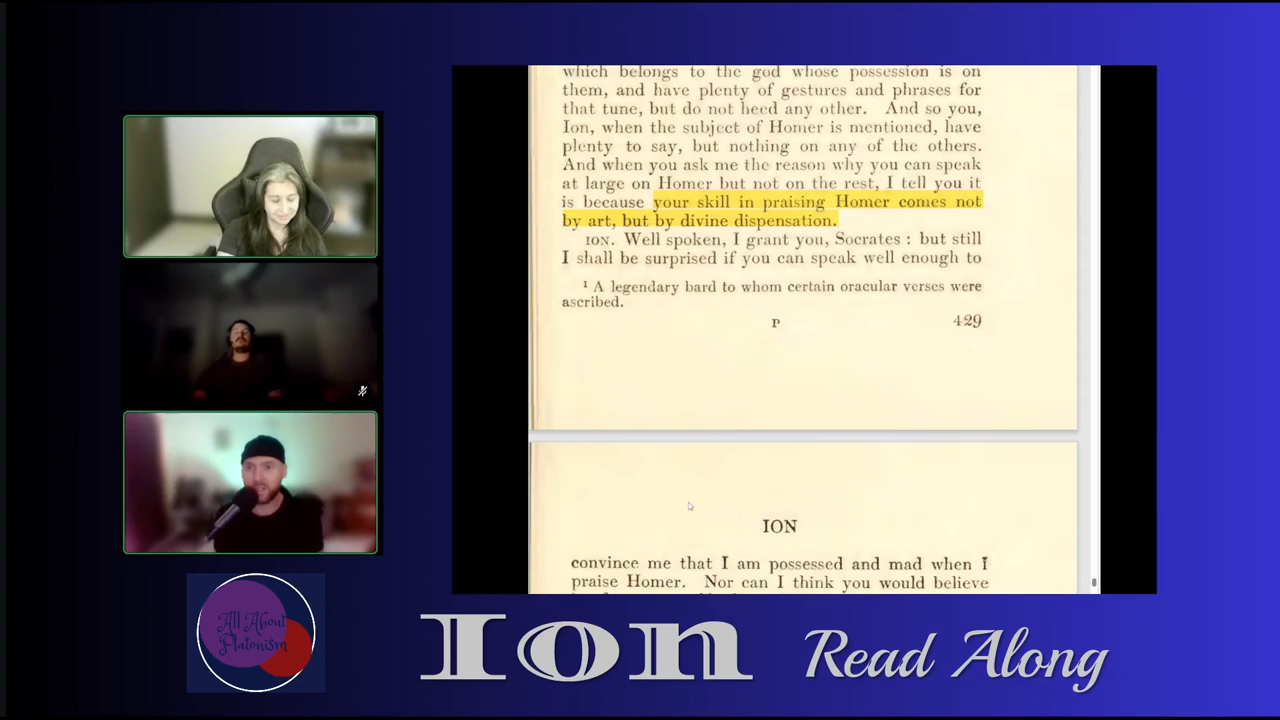 which belongs to the god whose possession is on
them, and have plenty of gestures and phrases for
that tune, but do not heed any other. And so you,
Ion, when the subject of Homer is mentioned, have
plenty to say, but nothing on any of the others.
And when you ask me the reason why you can speak
at large on Homer but not on the rest, I tell you it
is because your skill in praising Homer comes not
by art, but by divine dispensation.
ION. Well spoken, I grant you, Socrates : but still
I shall be surprised if you can speak well enough to
¹ A legendary bard to whom certain oracular verses were
ascribed.
P 429
ION
convince me that I am possessed and mad when I
praise Homer. Nor can I think you would believe
All About
Platonism
Ion Read Along